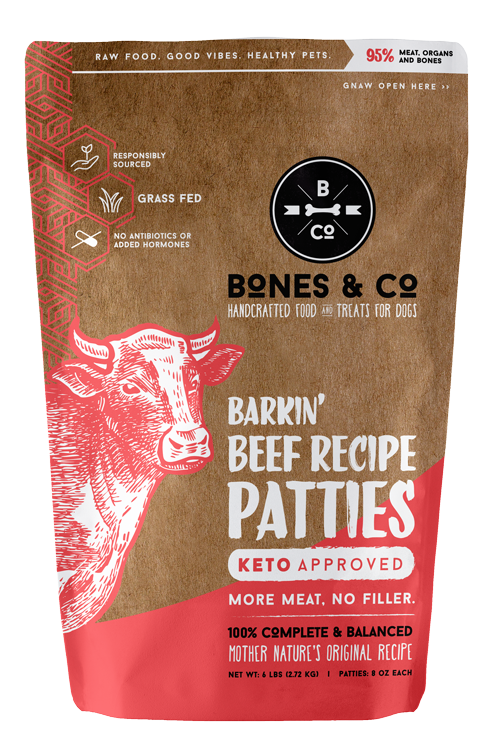 RAW FOOD. GOOD VIBES. HEALTHY PETS.
95% MEAT, ORGANS
AND BONES
GNAW OPEN HERE >>
RESPONSIBLY
SOURCED
GRASS FED
NO ANTIBIOTICS OR
ADDED HORMONES
B
Co
BONES & Co
HANDCRAFTED FOOD AND TREATS FOR DOGS
BARKIN'
BEEF RECIPE
PATTIES
KETO APPROVED
MORE MEAT, NO FILLER.
100% COMPLETE & BALANCED
MOTHER NATURE'S ORIGINAL RECIPE
NET WT: 6 LBS (2.72 KG) | PATTIES: 8 OZ EACH